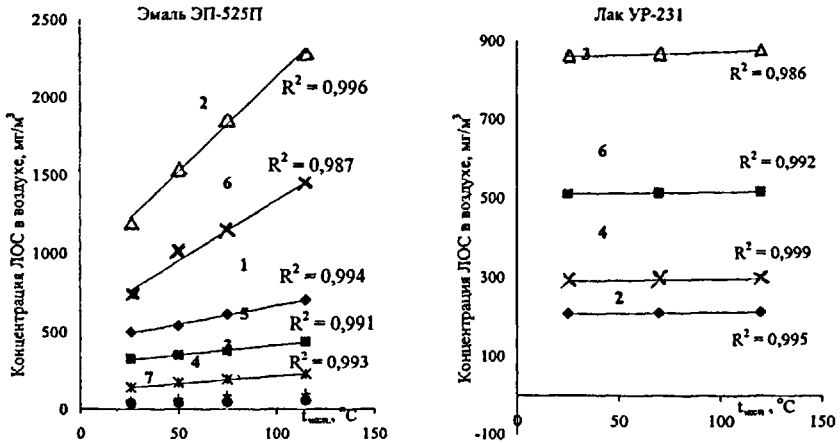 Эмаль ЭП-525П
Концентрация ЛОС в воздухе, мг/м³
2500
2000
1500
1000
500
0
0
50
100
150
2
6
1
5
3
4
7
R² = 0,996
R² = 0,987
R² = 0,994
R² = 0,991
R² = 0,993
tисп., °C
Лак УР-231
Концентрация ЛОС в воздухе, мг/м³
900
700
500
300
100
-100
0
50
100
150
3
6
4
2
R² = 0,986
R² = 0,992
R² = 0,999
R² = 0,995
tисп., °C